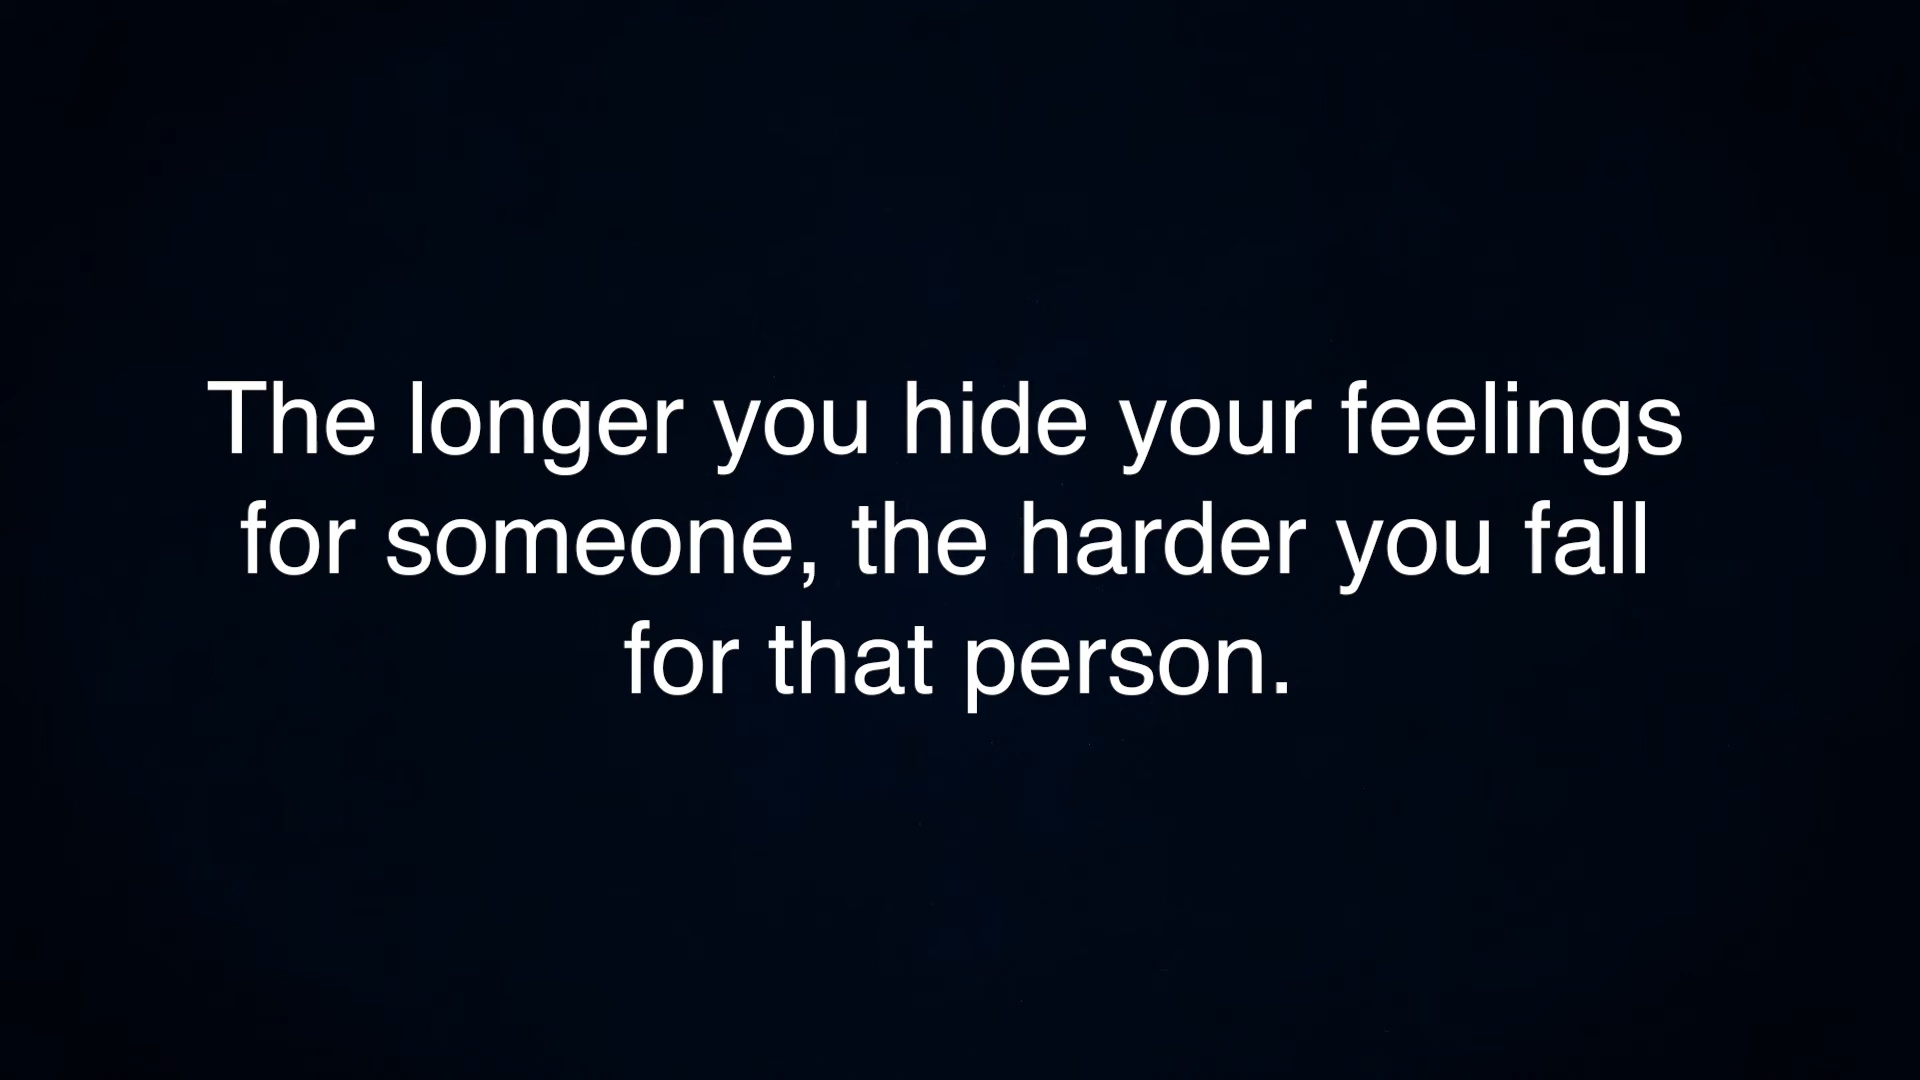 The longer you hide your feelings
for someone, the harder you fall
for that person.